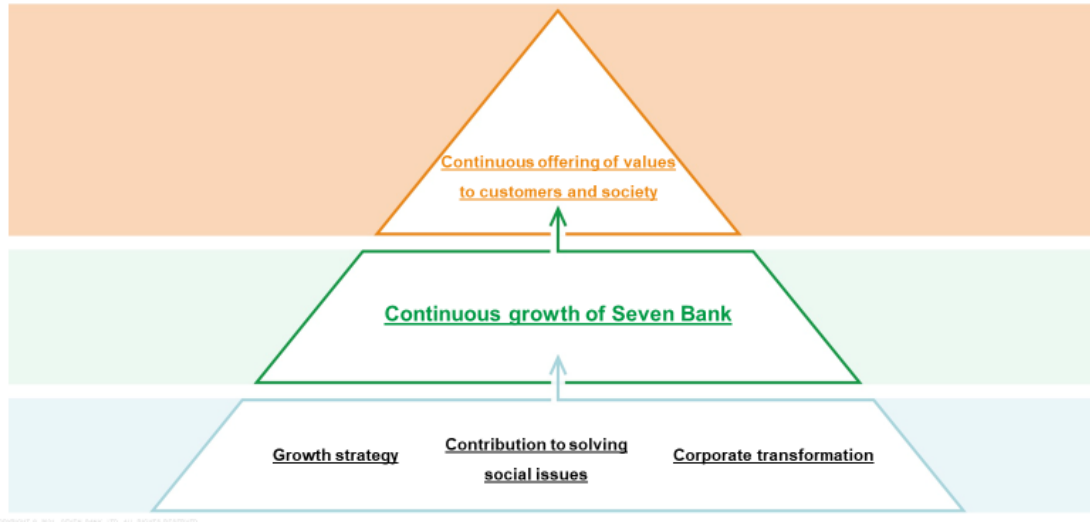 Continuous offering of values
to customers and society
Continuous growth of Seven Bank
Growth strategy
Contribution to solving
social issues
Corporate transformation